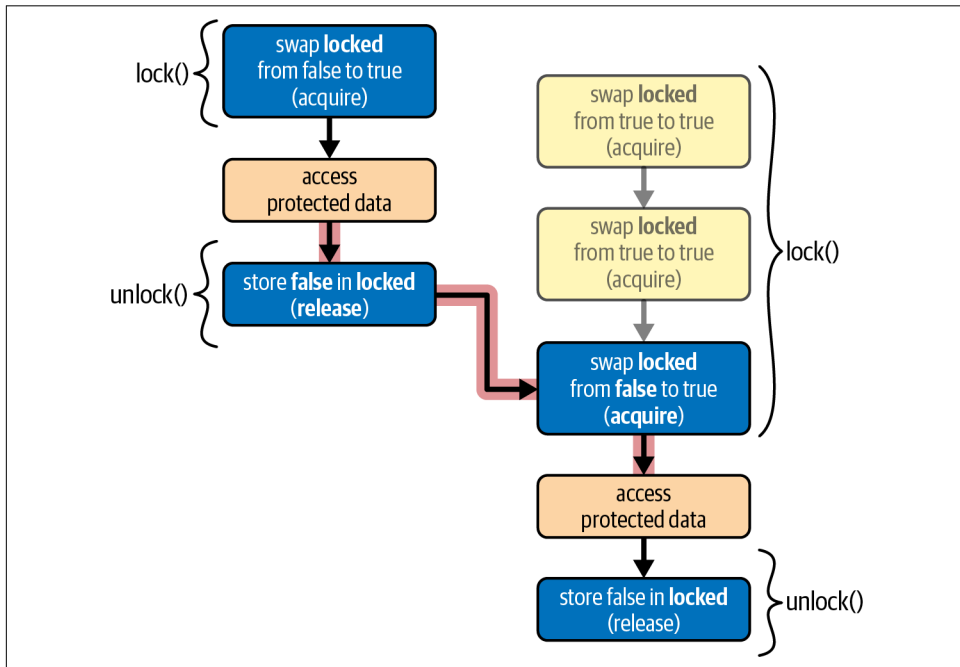 lock()
swap locked
from false to true
(acquire)
access
protected data
unlock()
store false in locked
(release)
swap locked
from true to true
(acquire)
swap locked
from true to true
(acquire)
lock()
swap locked
from false to true
(acquire)
access
protected data
store false in locked
(release)
unlock()